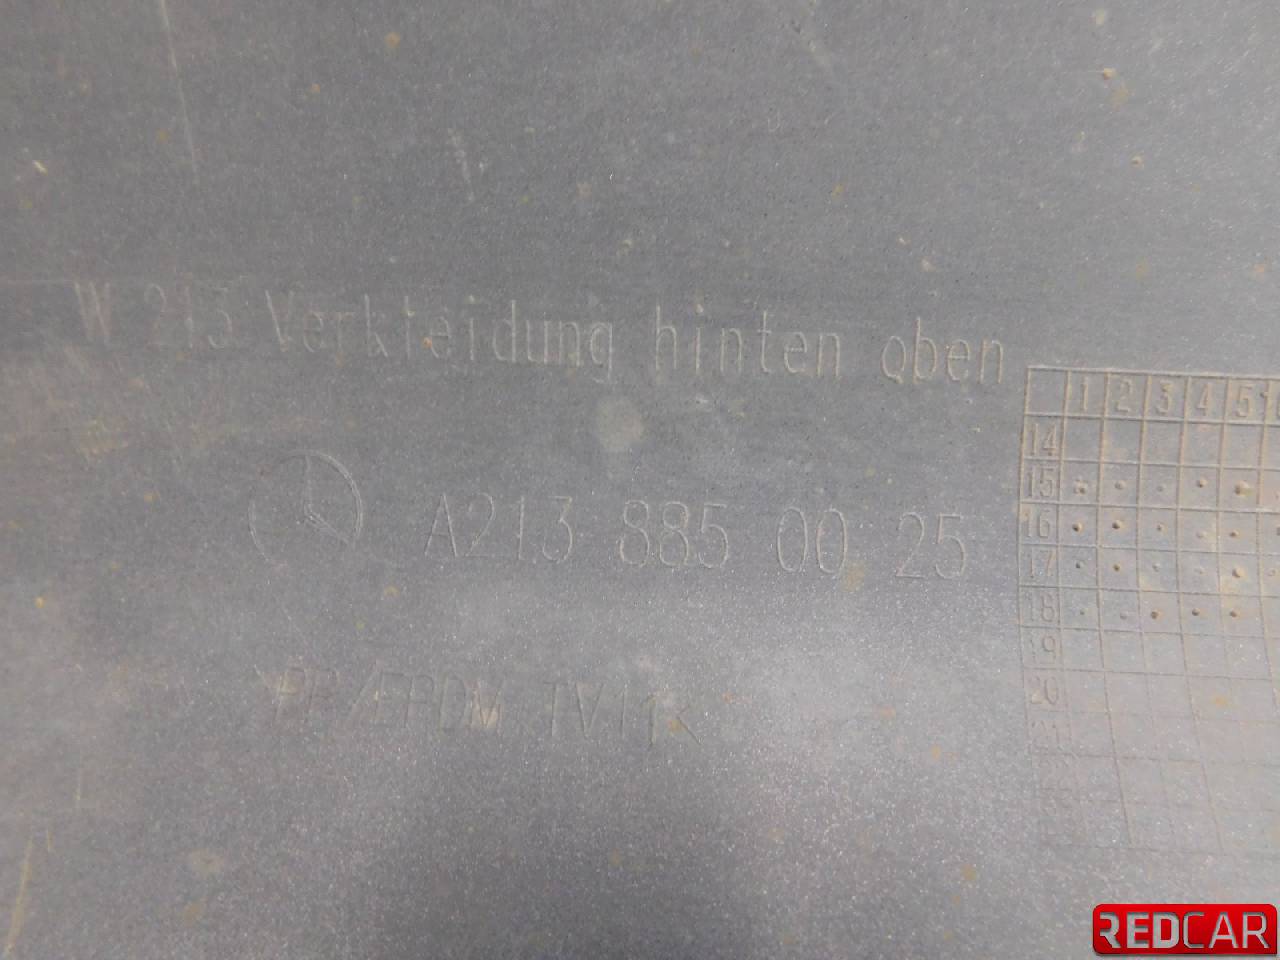 W 213 Verkleidung hinten oben
A213 885 00 25
>PP/EPDM TV11<
1 2 3 4 5
14
15
16
17
18
19
20
REDCAR